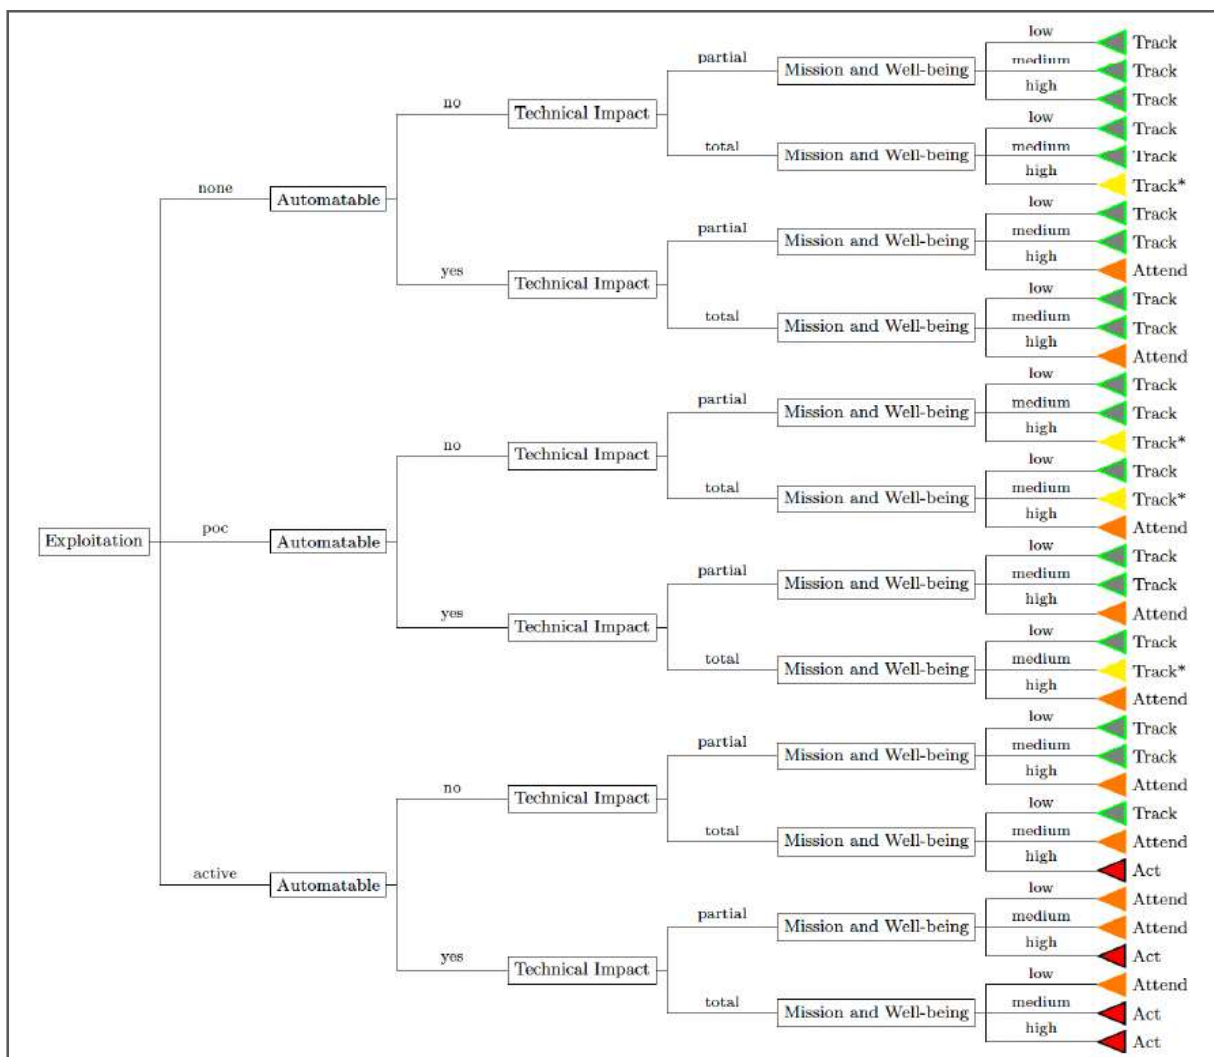 low
Track
partial
medium
Mission and Well-being
Track
high
no
Track
Technical Impact
low
Track
total
medium
Mission and Well-being
Track
high
none
Track*
Automatable
low
Track
partial
medium
Mission and Well-being
Track
high
yes
Attend
Technical Impact
low
Track
total
medium
Mission and Well-being
Track
high
Attend
low
Track
partial
medium
Mission and Well-being
Track
high
no
Track*
Technical Impact
low
Track
total
medium
Mission and Well-being
Track*
high
poc
Attend
Exploitation
Automatable
low
Track
partial
medium
Mission and Well-being
Track
high
yes
Attend
Technical Impact
low
Track
total
medium
Mission and Well-being
Track*
high
Attend
low
Track
partial
medium
Mission and Well-being
Track
high
no
Attend
Technical Impact
low
Track
total
medium
Mission and Well-being
Attend
high
active
Act
Automatable
low
Attend
partial
medium
Mission and Well-being
Attend
high
yes
Act
Technical Impact
low
Attend
total
medium
Mission and Well-being
Act
high
Act